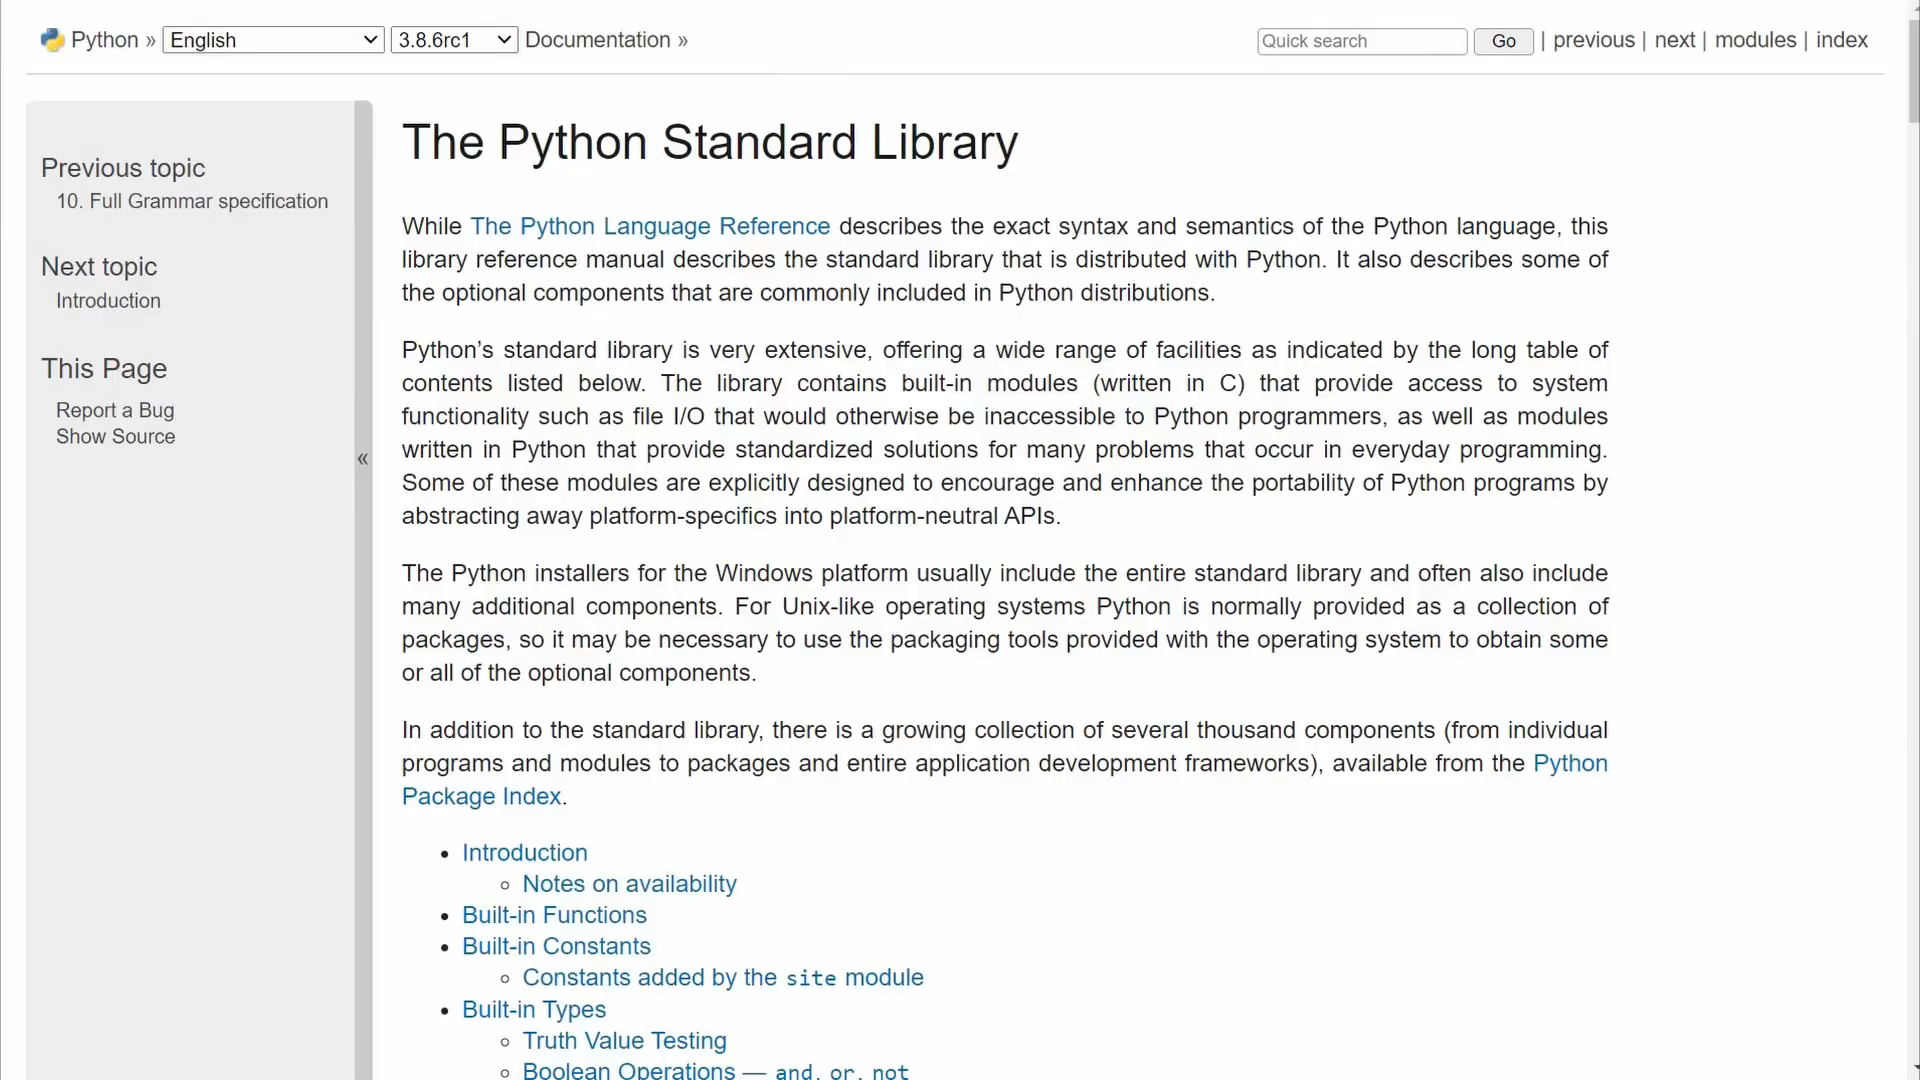 Python » English 3.8.6rc1 Documentation » Quick search Go | previous | next | modules | index
Previous topic
10. Full Grammar specification
Next topic
Introduction
This Page
Report a Bug
Show Source
«
The Python Standard Library
While The Python Language Reference describes the exact syntax and semantics of the Python language, this
library reference manual describes the standard library that is distributed with Python. It also describes some of
the optional components that are commonly included in Python distributions.
Python’s standard library is very extensive, offering a wide range of facilities as indicated by the long table of
contents listed below. The library contains built-in modules (written in C) that provide access to system
functionality such as file I/O that would otherwise be inaccessible to Python programmers, as well as modules
written in Python that provide standardized solutions for many problems that occur in everyday programming.
Some of these modules are explicitly designed to encourage and enhance the portability of Python programs by
abstracting away platform-specifics into platform-neutral APIs.
The Python installers for the Windows platform usually include the entire standard library and often also include
many additional components. For Unix-like operating systems Python is normally provided as a collection of
packages, so it may be necessary to use the packaging tools provided with the operating system to obtain some
or all of the optional components.
In addition to the standard library, there is a growing collection of several thousand components (from individual
programs and modules to packages and entire application development frameworks), available from the Python
Package Index.
• Introduction
◦ Notes on availability
• Built-in Functions
• Built-in Constants
◦ Constants added by the site module
• Built-in Types
◦ Truth Value Testing
◦ Boolean Operations — and, or, not